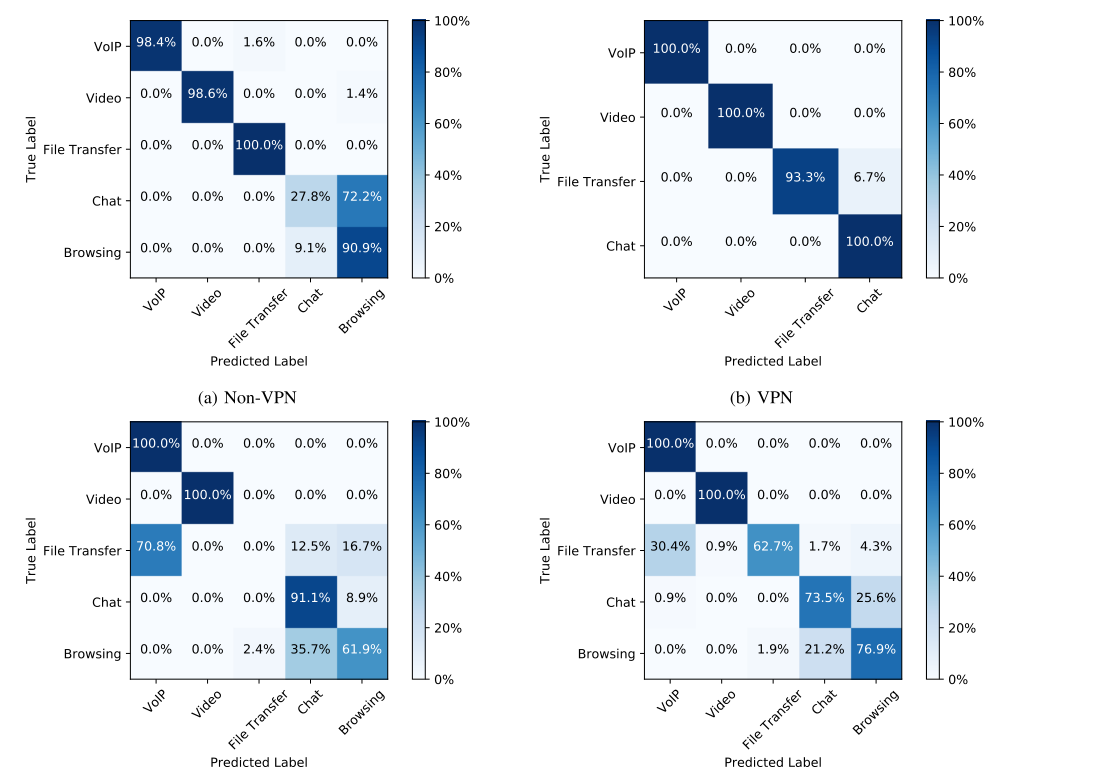 VoIP 98.4% 0.0% 1.6% 0.0% 0.0%
Video 0.0% 98.6% 0.0% 0.0% 1.4%
File Transfer 0.0% 0.0% 100.0% 0.0% 0.0%
Chat 0.0% 0.0% 0.0% 27.8% 72.2%
Browsing 0.0% 0.0% 0.0% 9.1% 90.9%
True Label
VoIP Video File Transfer Chat Browsing
Predicted Label
100%
80%
60%
40%
20%
0%
(a) Non-VPN
VoIP 100.0% 0.0% 0.0% 0.0%
Video 0.0% 100.0% 0.0% 0.0%
File Transfer 0.0% 0.0% 93.3% 6.7%
Chat 0.0% 0.0% 0.0% 100.0%
True Label
VoIP Video File Transfer Chat
Predicted Label
100%
80%
60%
40%
20%
0%
(b) VPN
VoIP 100.0% 0.0% 0.0% 0.0% 0.0%
Video 0.0% 100.0% 0.0% 0.0% 0.0%
File Transfer 70.8% 0.0% 0.0% 12.5% 16.7%
Chat 0.0% 0.0% 0.0% 91.1% 8.9%
Browsing 0.0% 0.0% 2.4% 35.7% 61.9%
True Label
VoIP Video File Transfer Chat Browsing
Predicted Label
100%
80%
60%
40%
20%
0%
VoIP 100.0% 0.0% 0.0% 0.0% 0.0%
Video 0.0% 100.0% 0.0% 0.0% 0.0%
File Transfer 30.4% 0.9% 62.7% 1.7% 4.3%
Chat 0.9% 0.0% 0.0% 73.5% 25.6%
Browsing 0.0% 0.0% 1.9% 21.2% 76.9%
True Label
VoIP Video File Transfer Chat Browsing
Predicted Label
100%
80%
60%
40%
20%
0%